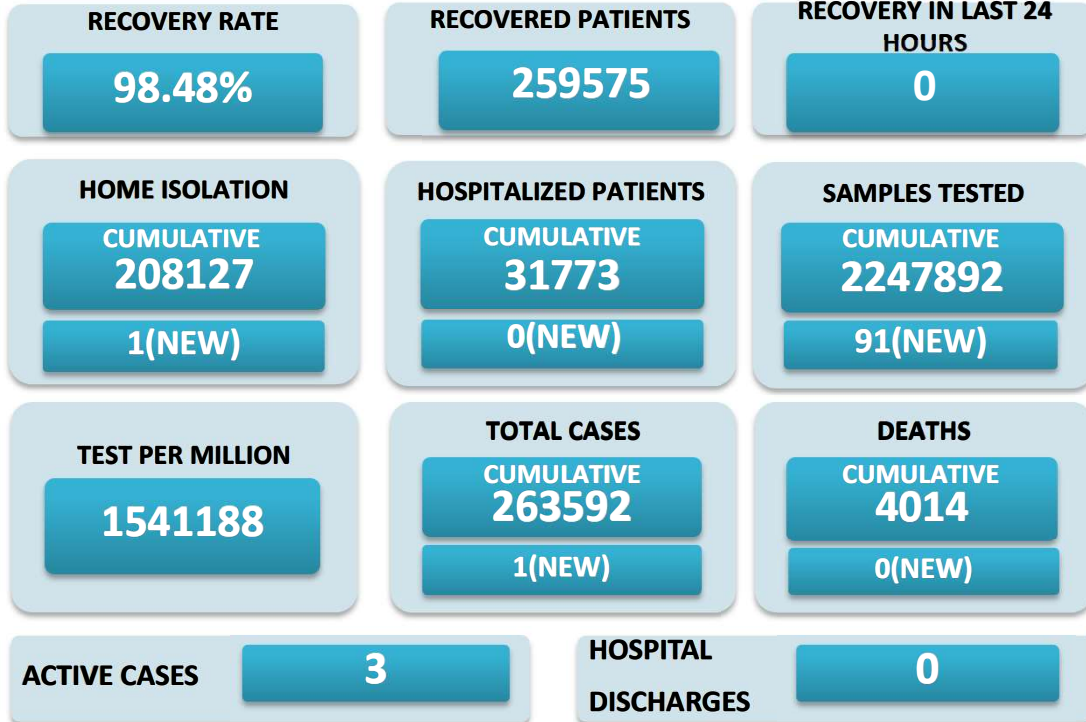 RECOVERY RATE
98.48%
RECOVERED PATIENTS
259575
RECOVERY IN LAST 24
HOURS
0
HOME ISOLATION
CUMULATIVE
208127
1(NEW)
HOSPITALIZED PATIENTS
CUMULATIVE
31773
0(NEW)
SAMPLES TESTED
CUMULATIVE
2247892
91(NEW)
TEST PER MILLION
1541188
TOTAL CASES
CUMULATIVE
263592
1(NEW)
DEATHS
CUMULATIVE
4014
0(NEW)
ACTIVE CASES
3
HOSPITAL
DISCHARGES
0